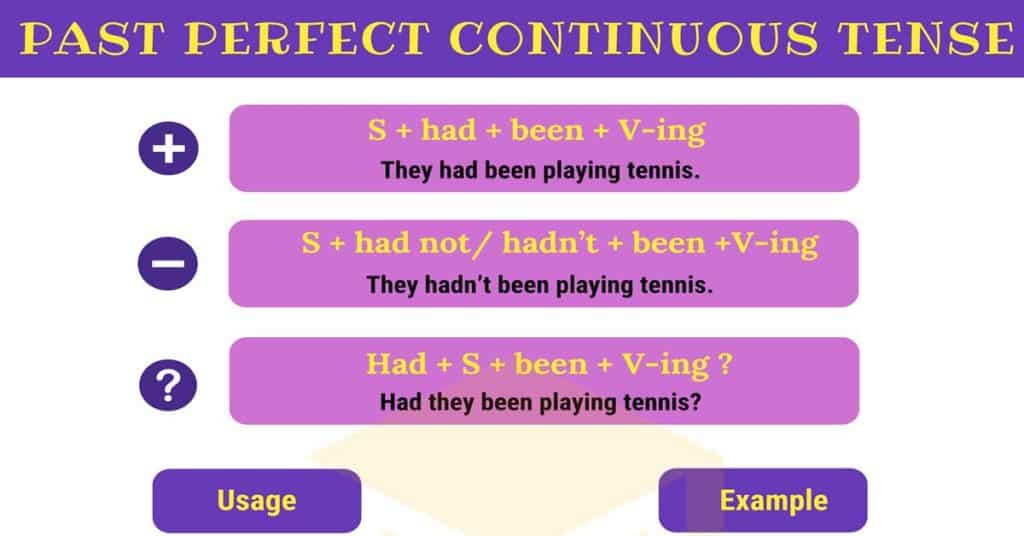 PAST PERFECT CONTINUOUS TENSE
+
S + had + been + V-ing
They had been playing tennis.
−
S + had not/ hadn’t + been +V-ing
They hadn’t been playing tennis.
?
Had + S + been + V-ing ?
Had they been playing tennis?
Usage
Example